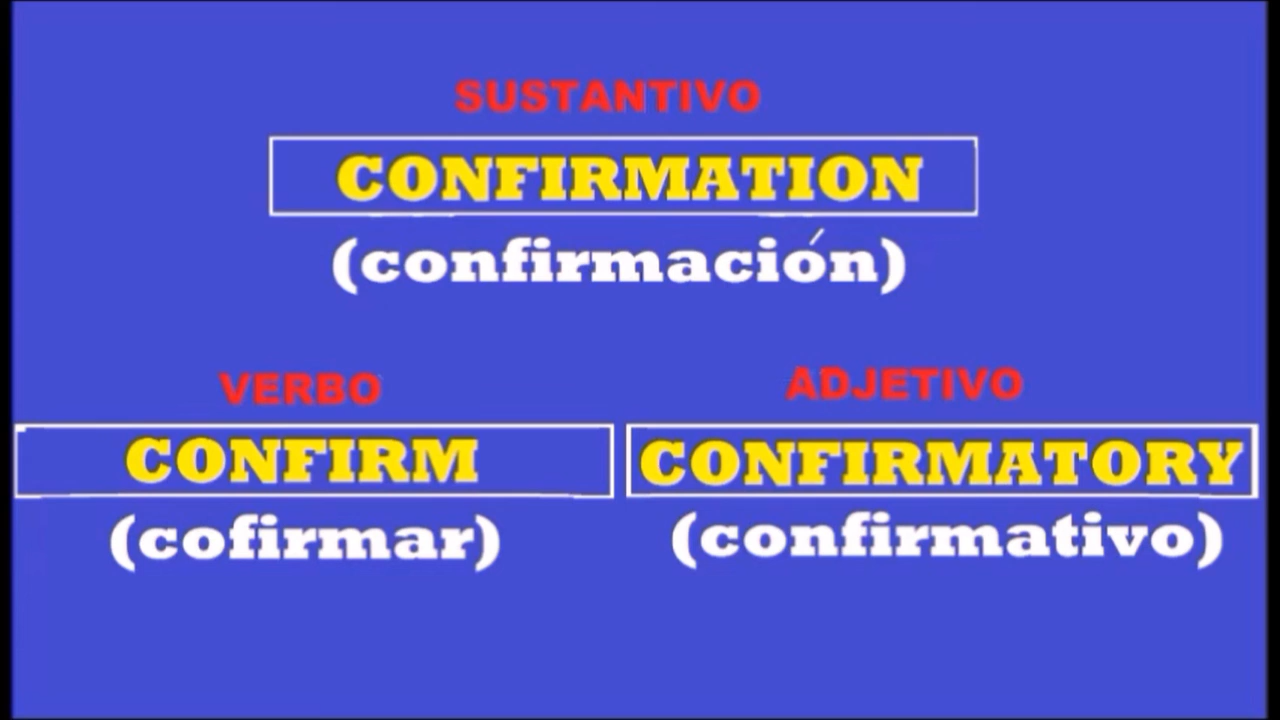 SUSTANTIVO
CONFIRMATION
(confirmación)
VERBO
ADJETIVO
CONFIRM
CONFIRMATORY
(cofirmar)
(confirmativo)